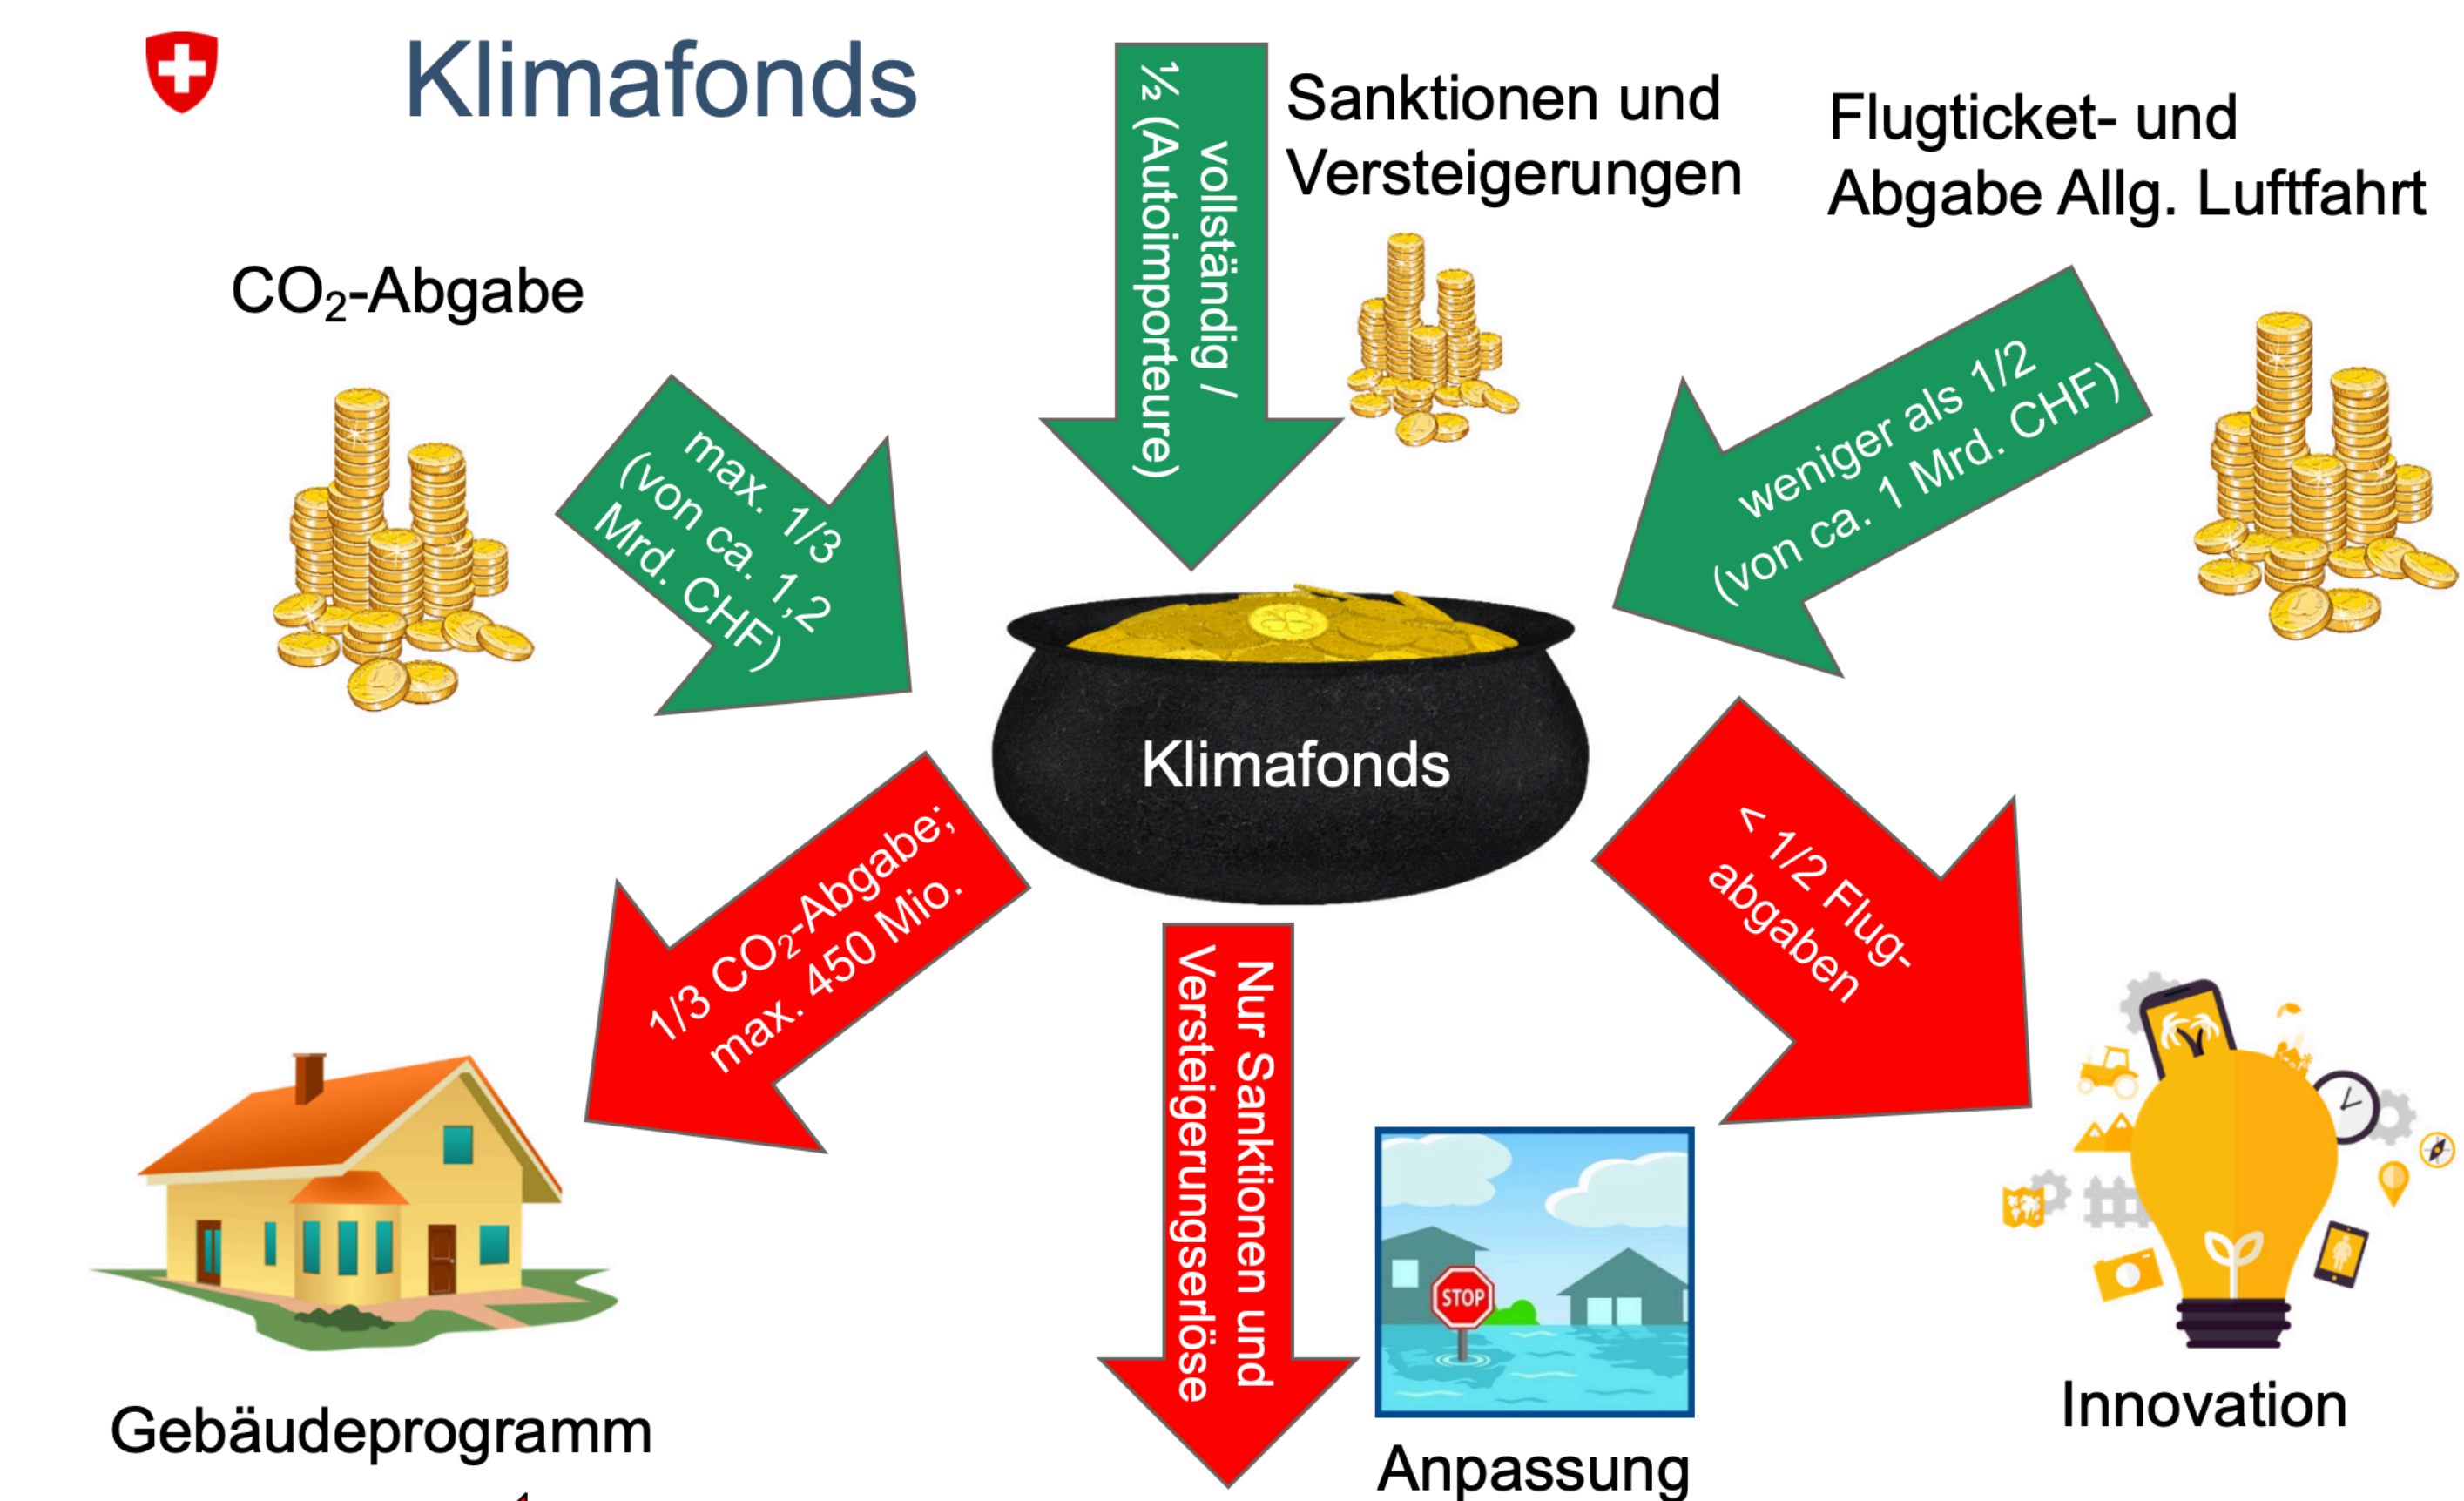 Klimafonds
CO₂-Abgabe
max. 1/3
(von ca. 1,2
Mrd. CHF)
vollständig /
½ (Autoimporteure)
Sanktionen und
Versteigerungen
Flugticket- und
Abgabe Allg. Luftfahrt
weniger als 1/2
(von ca. 1 Mrd. CHF)
Klimafonds
1/3 CO₂-Abgabe;
max. 450 Mio.
Nur Sanktionen und
Versteigerungserlöse
< 1/2 Flug-
abgaben
STOP
Gebäudeprogramm
Anpassung
Innovation